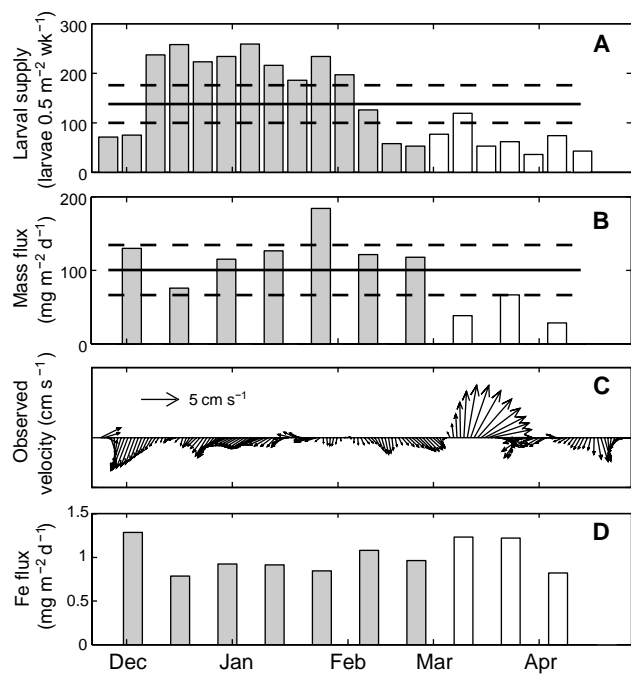 300
200
100
0
Larval supply
(larvae 0.5 m⁻² wk⁻¹)
A
200
100
0
Mass flux
(mg m⁻² d⁻¹)
B
Observed
velocity (cm s⁻¹)
5 cm s⁻¹
C
1.5
1
0.5
0
Fe flux
(mg m⁻² d⁻¹)
D
Dec Jan Feb Mar Apr